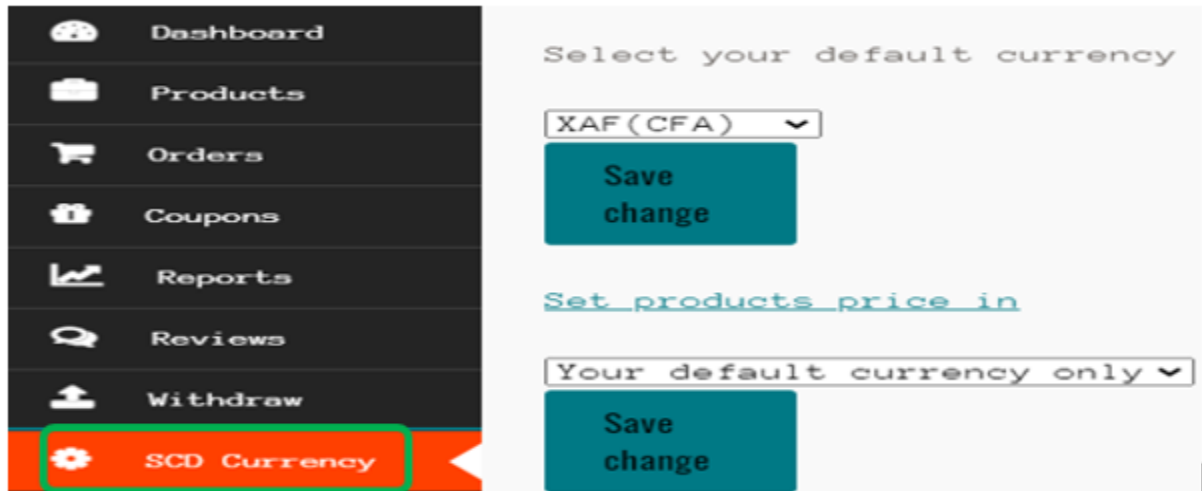 Dashboard
Products
Orders
Coupons
Reports
Reviews
Withdraw
SCD Currency
Select your default currency
XAF(CFA)
Save
change
Set products price in
Your default currency only
Save
change